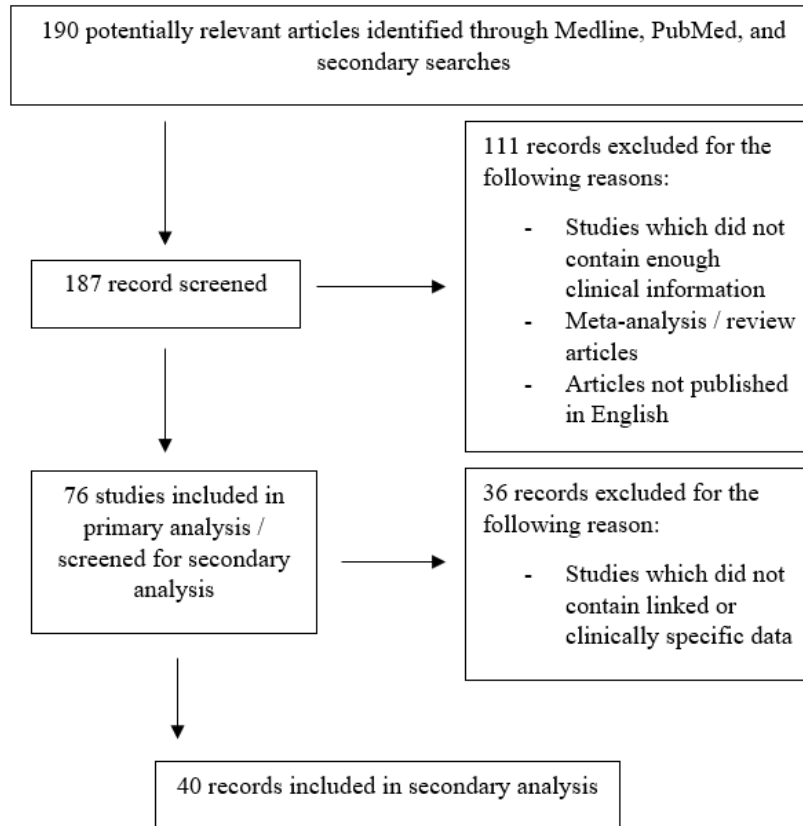 190 potentially relevant articles identified through Medline, PubMed, and
secondary searches
111 records excluded for the
following reasons:
- Studies which did not
contain enough
clinical information
- Meta-analysis / review
articles
- Articles not published
in English
187 record screened
76 studies included in
primary analysis /
screened for secondary
analysis
36 records excluded for the
following reason:
- Studies which did not
contain linked or
clinically specific data
40 records included in secondary analysis